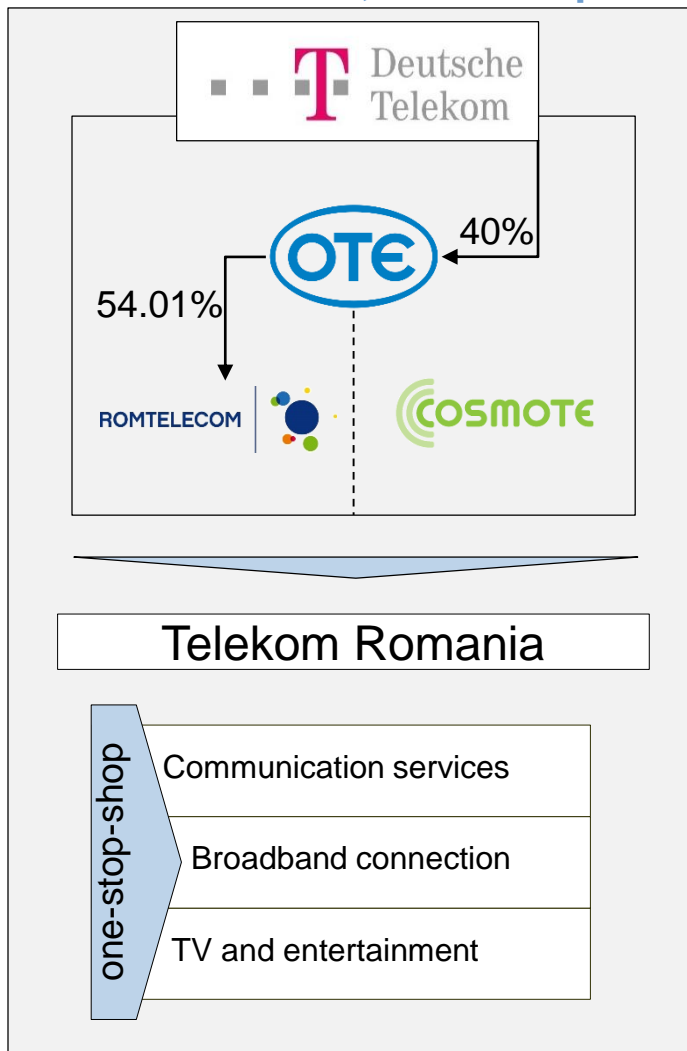 T Deutsche
Telekom
OTE
40%
54.01%
ROMTELECOM
COSMOTE
Telekom Romania
one-stop-shop
Communication services
Broadband connection
TV and entertainment